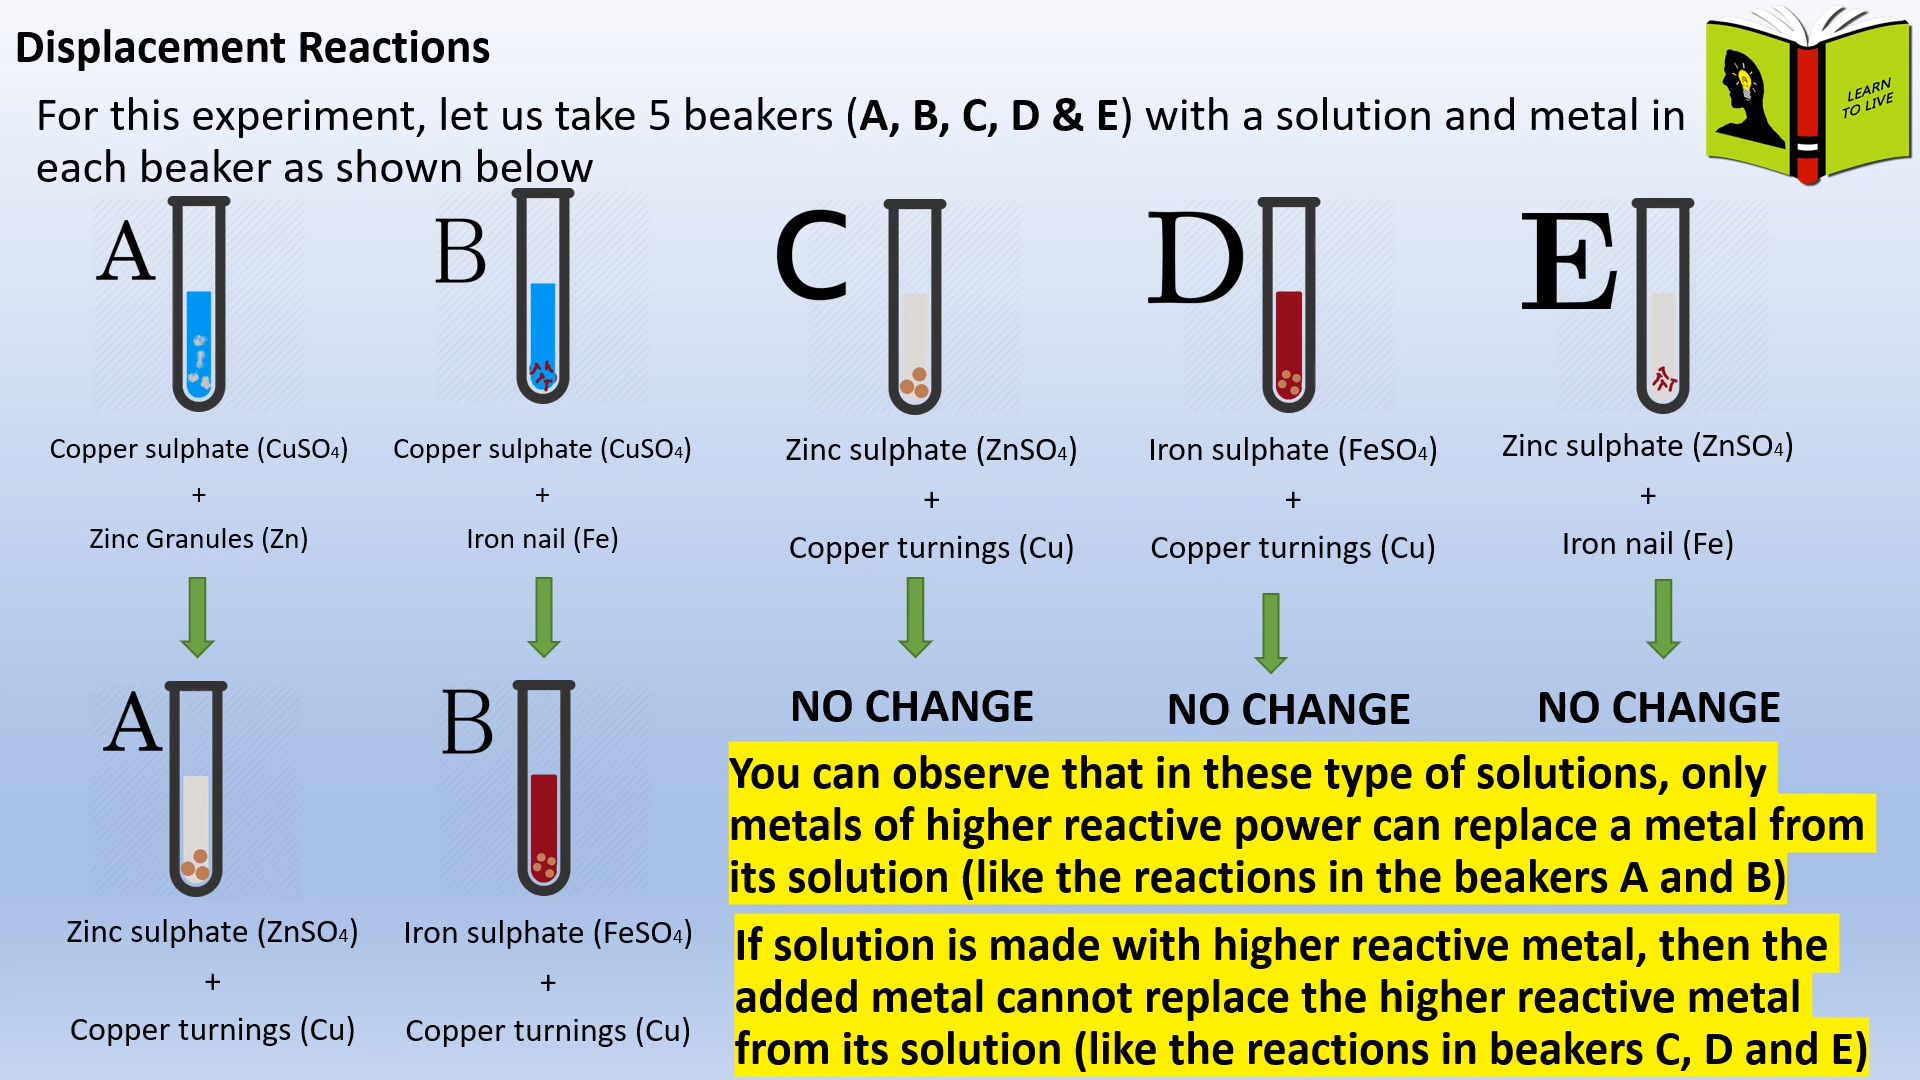 Displacement Reactions
LEARN
TO LIVE
For this experiment, let us take 5 beakers (A, B, C, D & E) with a solution and metal in
each beaker as shown below
A
B
C
D
E
Copper sulphate (CuSO4)
+
Zinc Granules (Zn)
Copper sulphate (CuSO4)
+
Iron nail (Fe)
Zinc sulphate (ZnSO4)
+
Copper turnings (Cu)
Iron sulphate (FeSO4)
+
Copper turnings (Cu)
Zinc sulphate (ZnSO4)
+
Iron nail (Fe)
A
B
NO CHANGE
NO CHANGE
NO CHANGE
Zinc sulphate (ZnSO4)
+
Copper turnings (Cu)
Iron sulphate (FeSO4)
+
Copper turnings (Cu)
You can observe that in these type of solutions, only
metals of higher reactive power can replace a metal from
its solution (like the reactions in the beakers A and B)
If solution is made with higher reactive metal, then the
added metal cannot replace the higher reactive metal
from its solution (like the reactions in beakers C, D and E)